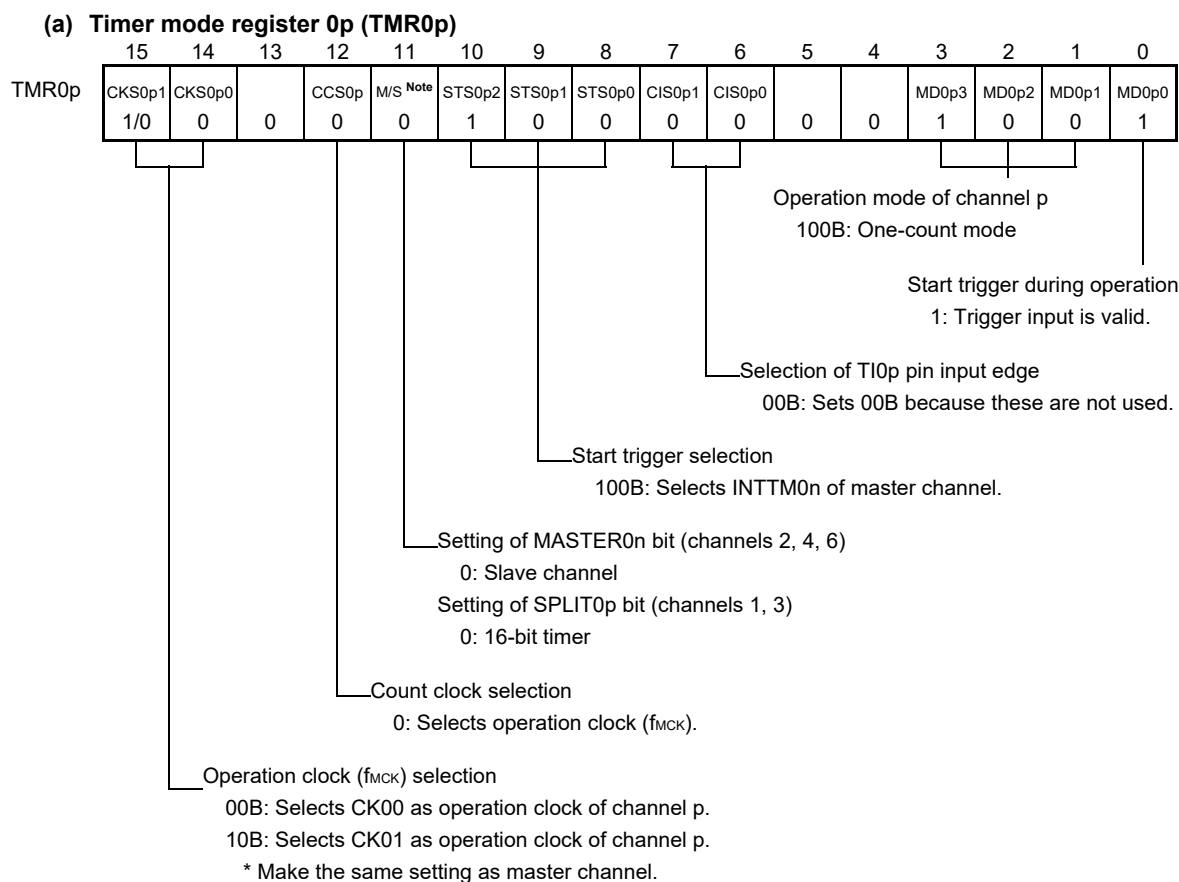 (a) Timer mode register 0p (TMR0p)
15 14 13 12 11 10 9 8 7 6 5 4 3 2 1 0
TMR0p CKS0p1 CKS0p0 CCS0p M/S Note STS0p2 STS0p1 STS0p0 CIS0p1 CIS0p0 MD0p3 MD0p2 MD0p1 MD0p0
1/0 0 0 0 0 1 0 0 0 0 0 0 1 0 0 1
Operation mode of channel p
100B: One-count mode
Start trigger during operation
1: Trigger input is valid.
Selection of TI0p pin input edge
00B: Sets 00B because these are not used.
Start trigger selection
100B: Selects INTTM0n of master channel.
Setting of MASTER0n bit (channels 2, 4, 6)
0: Slave channel
Setting of SPLIT0p bit (channels 1, 3)
0: 16-bit timer
Count clock selection
0: Selects operation clock (fMCK).
Operation clock (fMCK) selection
00B: Selects CK00 as operation clock of channel p.
10B: Selects CK01 as operation clock of channel p.
* Make the same setting as master channel.